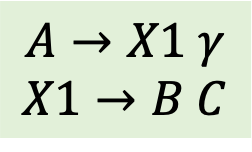 A → X1 γ
X1 → B C